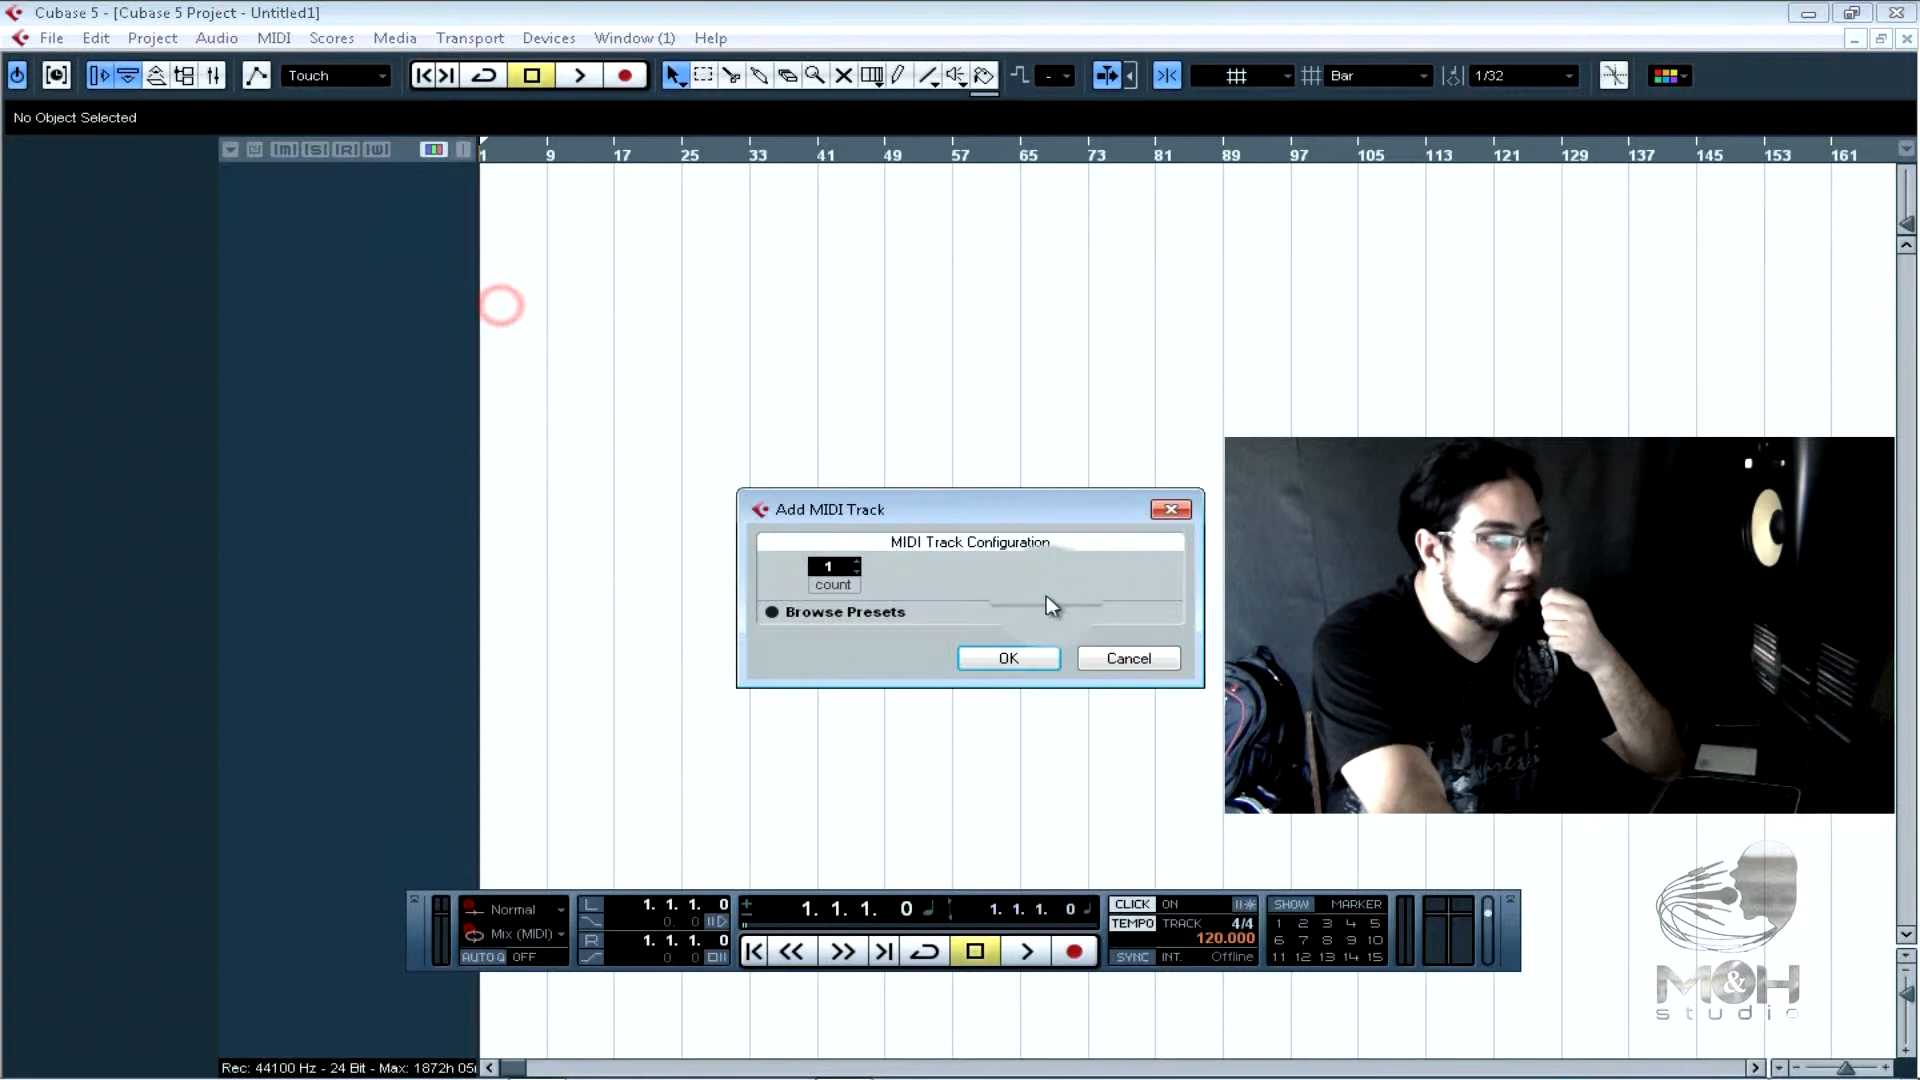 Cubase 5 - [Cubase 5 Project - Untitled1]
File Edit Project Audio MIDI Scores Media Transport Devices Window (1) Help
Touch - Bar 1/32
No Object Selected
m S R W
1 9 17 25 33 41 49 57 65 73 81 89 97 105 113 121 129 137 145 153 161
Add MIDI Track
MIDI Track Configuration
1
count
Browse Presets
OK Cancel
Normal
Mix (MIDI)
AUTO Q OFF
L 1. 1. 1. 0
0. 0
R 1. 1. 1. 0
0. 0
1. 1. 1. 0
1. 1. 1. 0
CLICK ON
TEMPO TRACK 4/4
120.000
SYNC INT. Offline
SHOW MARKER
1 2 3 4 5
6 7 8 9 10
11 12 13 14 15
M&H
studio
Rec: 44100 Hz - 24 Bit - Max: 1872h 05